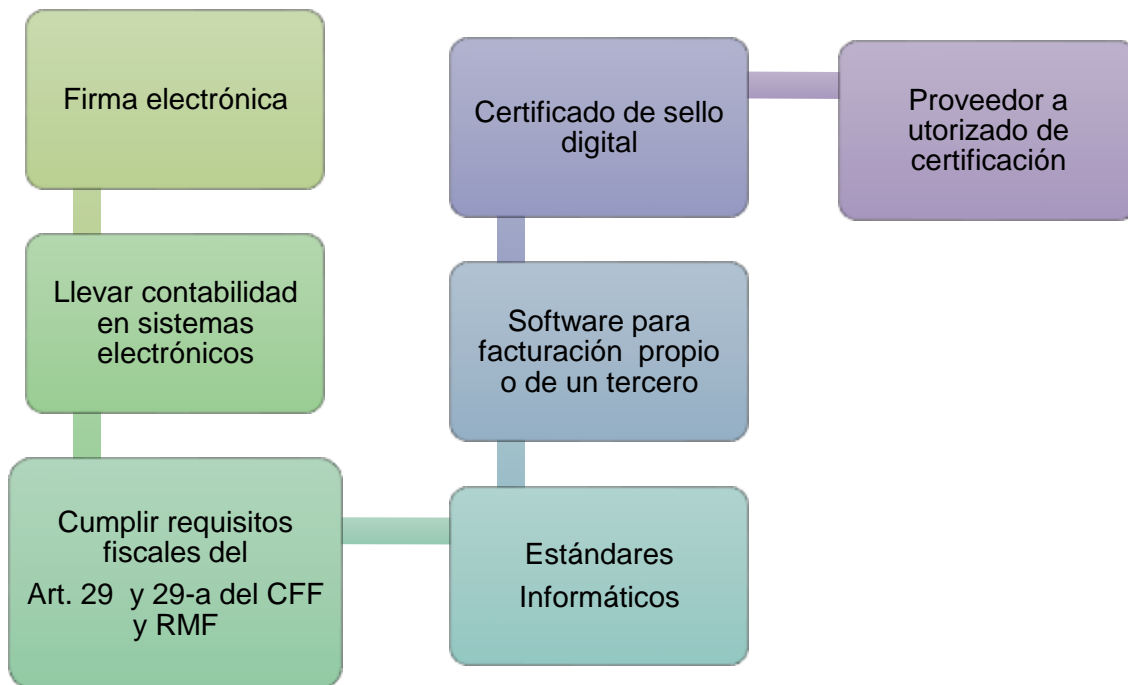 Firma electrónica
Llevar contabilidad
en sistemas
electrónicos
Cumplir requisitos
fiscales del
Art. 29 y 29-a del CFF
y RMF
Estándares
Informáticos
Software para
facturación propio
o de un tercero
Certificado de sello
digital
Proveedor a
utorizado de
certificación